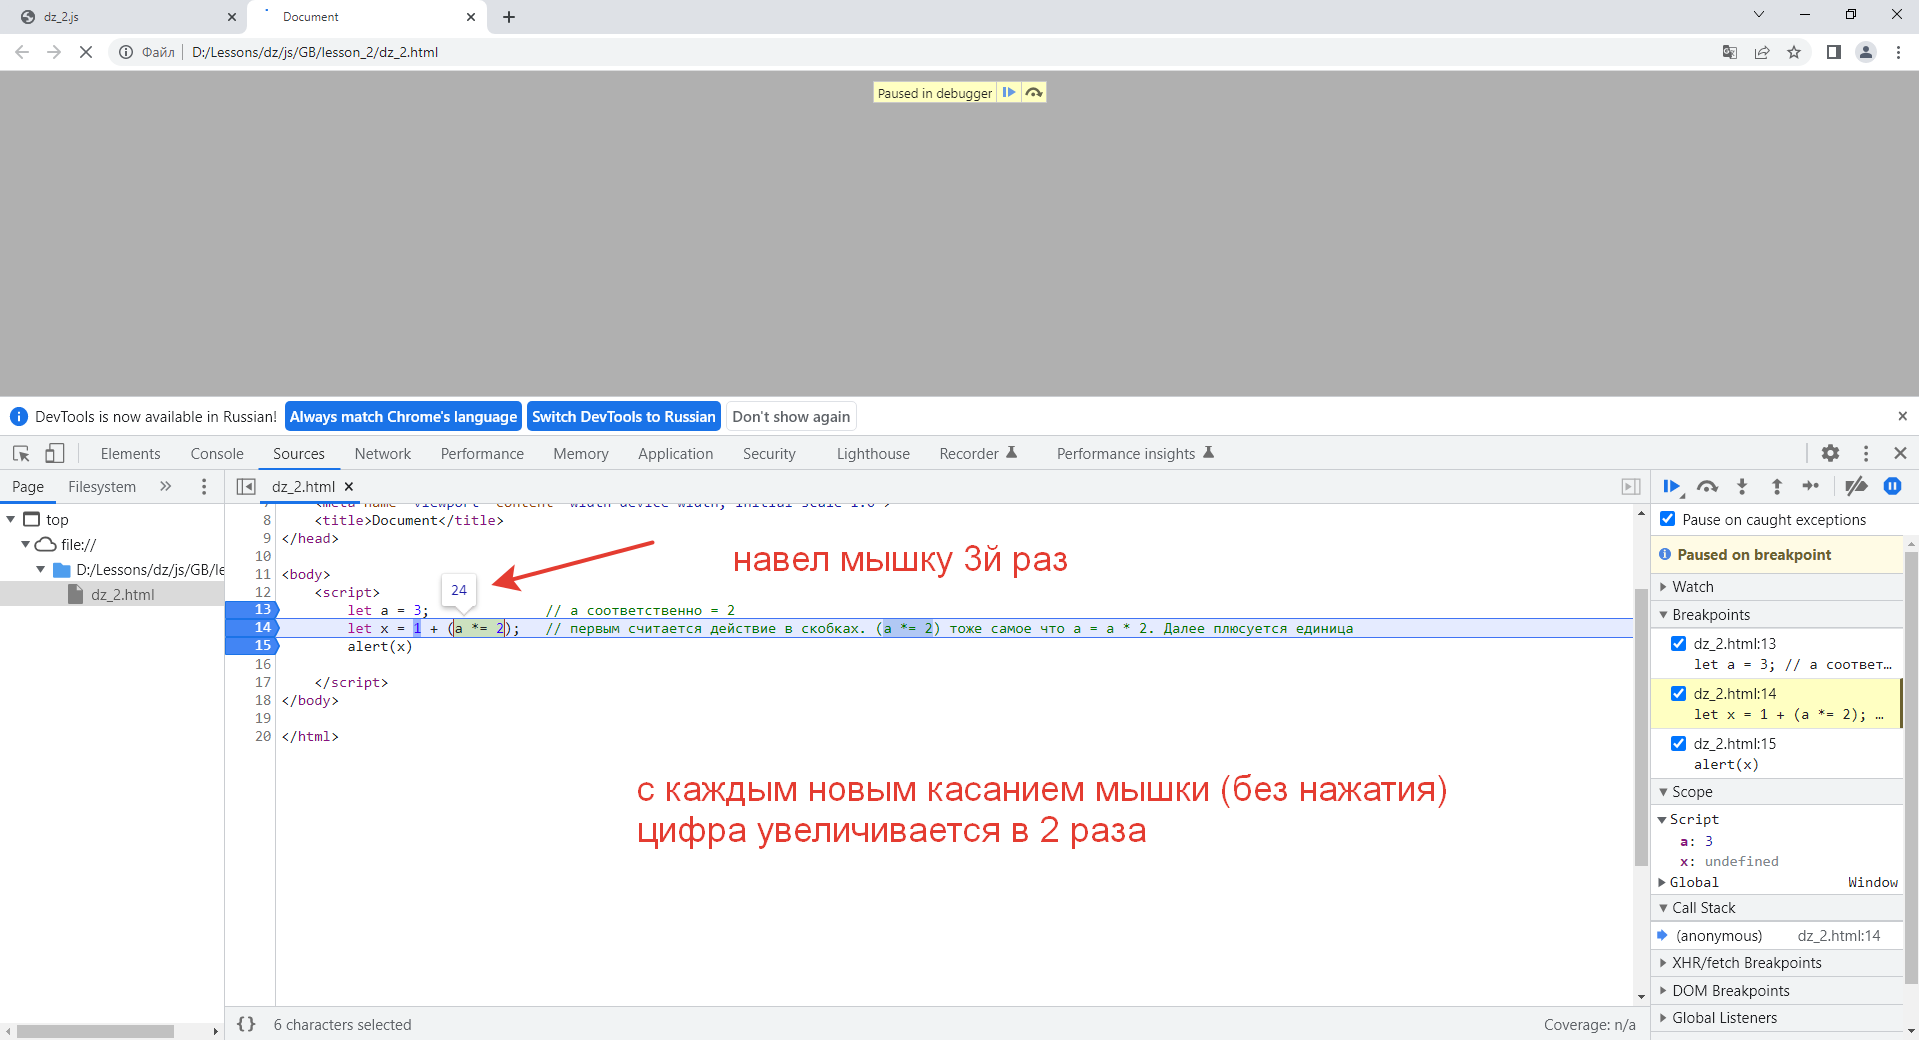 dz_2.js
Document
Файл
D:/Lessons/dz/js/GB/lesson_2/dz_2.html
Paused in debugger
DevTools is now available in Russian!
Always match Chrome's language
Switch DevTools to Russian
Don't show again
Elements
Console
Sources
Network
Performance
Memory
Application
Security
Lighthouse
Recorder
Performance insights
Page
Filesystem
dz_2.html
top
file://
D:/Lessons/dz/js/GB/le
dz_2.html
8 <title>Document</title>
9 </head>
10
11 <body>
12 <script>
13 let a = 3; // а соответственно = 2
14 let x = 1 + (a *= 2); // первым считается действие в скобках. (a *= 2) тоже самое что a = a * 2. Далее плюсуется единица
15 alert(x)
16
17 </script>
18 </body>
19
20 </html>
24
навел мышку 3й раз
с каждым новым касанием мышки (без нажатия)
цифра увеличивается в 2 раза
{} 6 characters selected
Coverage: n/a
Pause on caught exceptions
Paused on breakpoint
Watch
Breakpoints
dz_2.html:13
let a = 3; // а соответ…
dz_2.html:14
let x = 1 + (a *= 2); …
dz_2.html:15
alert(x)
Scope
Script
a: 3
x: undefined
Global Window
Call Stack
(anonymous) dz_2.html:14
XHR/fetch Breakpoints
DOM Breakpoints
Global Listeners